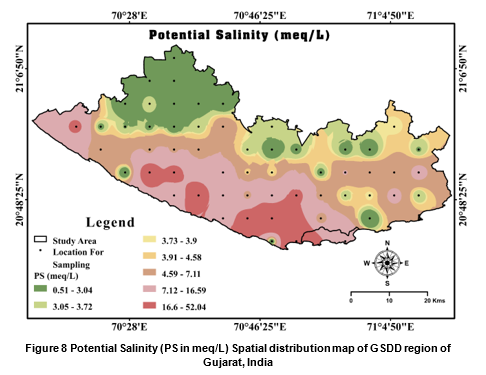 70°28'E 70°46'25"E 71°4'50"E
Potential Salinity (meq/L)
21°6'50"N
21°6'50"N
20°48'25"N
20°48'25"N
Legend
Study Area
Location For
Sampling
PS (meq/L)
0.51 - 3.04
3.05 - 3.72
3.73 - 3.9
3.91 - 4.58
4.59 - 7.11
7.12 - 16.59
16.6 - 52.04
N
W E
S
0 5 10 20 Kms
70°28'E 70°46'25"E 71°4'50"E
Figure 8 Potential Salinity (PS in meq/L) Spatial distribution map of GSDD region of
Gujarat, India